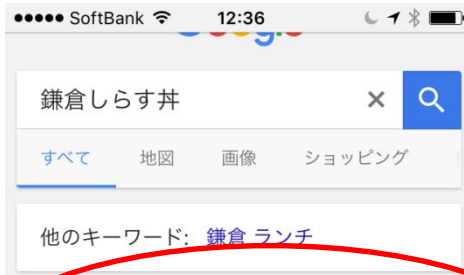 SoftBank 12:36
鎌倉しらす丼
すべて 地図 画像 ショッピング
他のキーワード: 鎌倉 ランチ